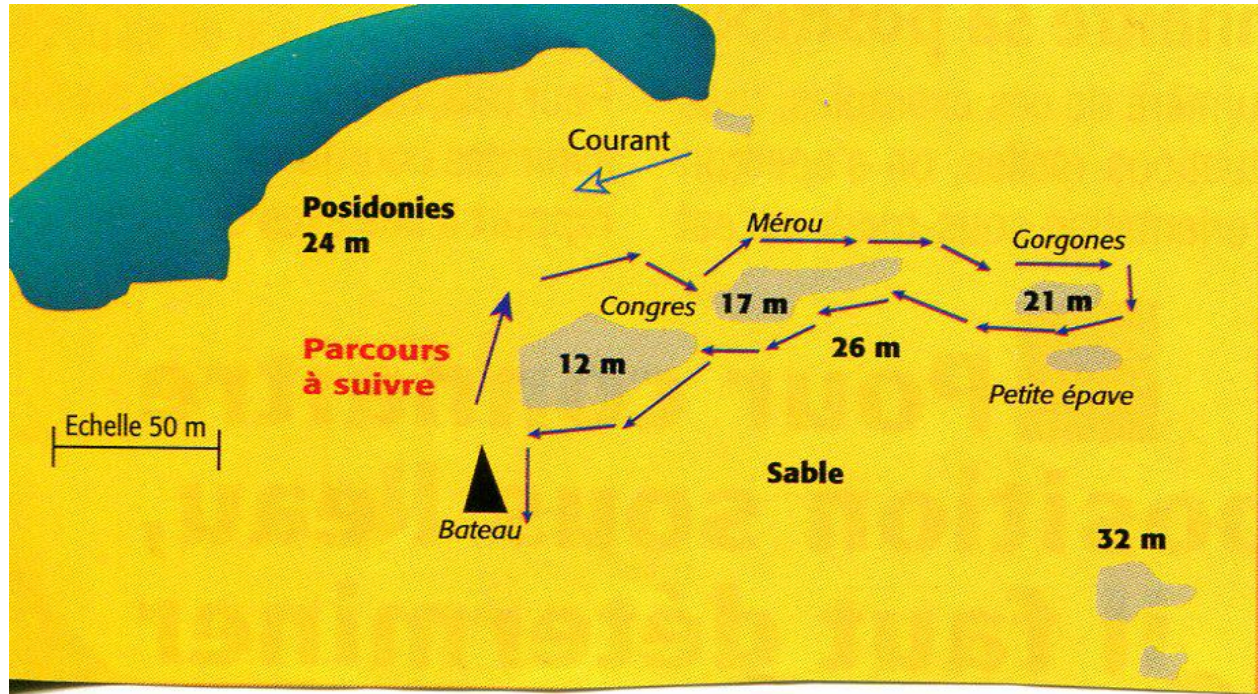 Courant
Posidonies
24 m
Mérou
Gorgones
Congres
17 m
21 m
Parcours
à suivre
12 m
26 m
Petite épave
Echelle 50 m
Sable
Bateau
32 m